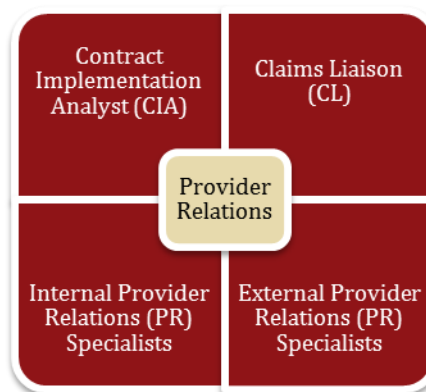 Contract
Implementation
Analyst (CIA)
Claims Liaison
(CL)
Provider
Relations
Internal Provider
Relations (PR)
Specialists
External Provider
Relations (PR)
Specialists